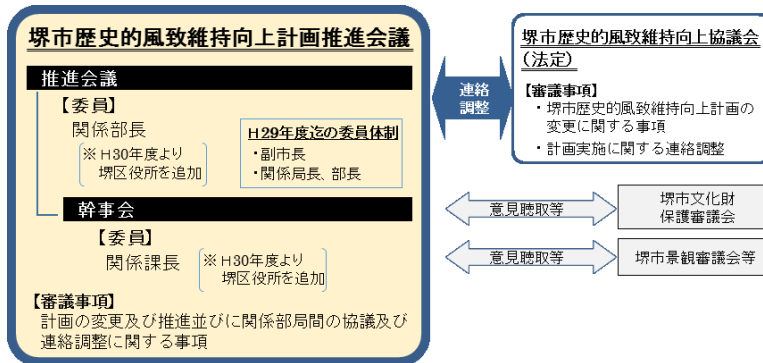 堺市歴史的風致維持向上計画推進会議
推進会議
【委員】
関係部長
※H30年度より
堺区役所を追加
H29年度迄の委員体制
・副市長
・関係局長、部長
幹事会
【委員】
関係課長
※H30年度より
堺区役所を追加
【審議事項】
計画の変更及び推進並びに関係部局間の協議及び
連絡調整に関する事項
連絡
調整
堺市歴史的風致維持向上協議会
(法定)
【審議事項】
・堺市歴史的風致維持向上計画の
変更に関する事項
・計画実施に関する連絡調整
意見聴取等
堺市文化財
保護審議会
意見聴取等
堺市景観審議会等